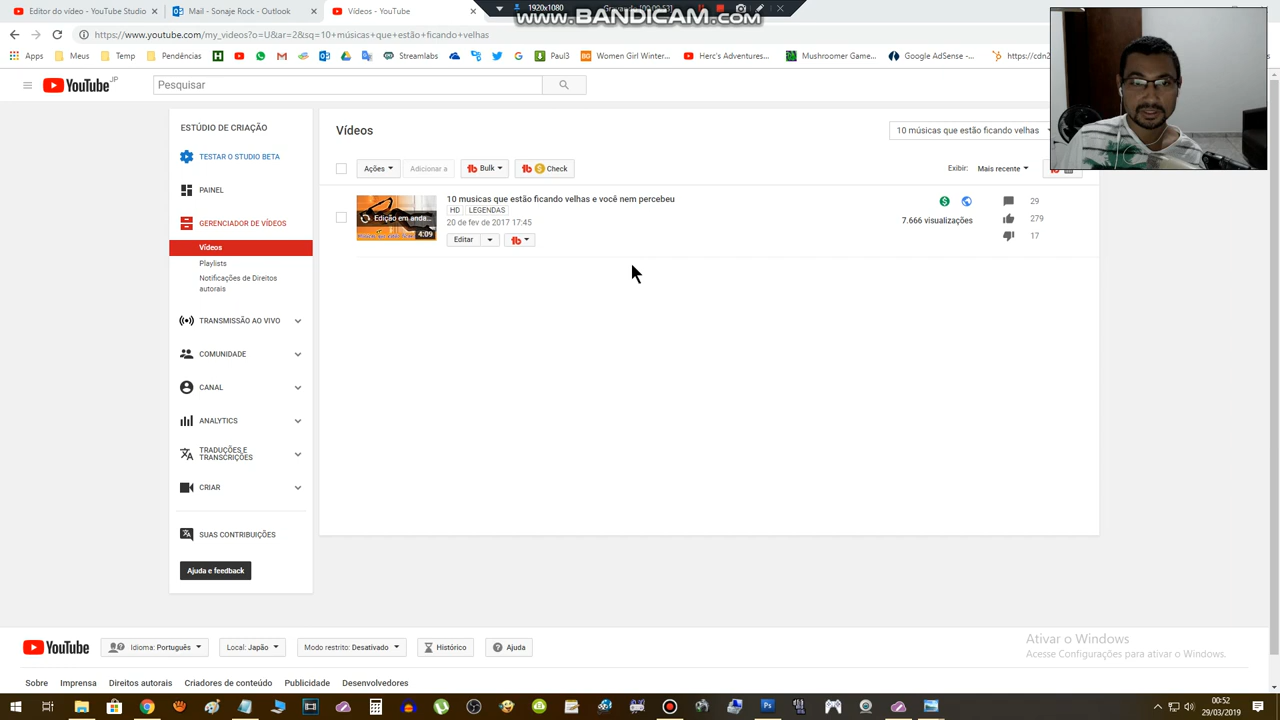 Editor do vídeo - YouTube Studio
Mail - Sonaje Rock - Outlook
Vídeos - YouTube
1920x1080
www.BANDICAM.com
https://www.youtube.com/my_videos?o=U&ar=2&sq=10+músicas+que+estão+ficando+velhas
Apps
Meus
Temp
Pendências
Streamlabs
Paul3
Women Girl Winter...
Her's Adventures...
Mushroomer Game...
Google AdSense -...
https://cdn2
YouTube JP
Pesquisar
ESTÚDIO DE CRIAÇÃO
TESTAR O STUDIO BETA
PAINEL
GERENCIADOR DE VÍDEOS
Vídeos
Playlists
Notificações de Direitos
autorais
TRANSMISSÃO AO VIVO
COMUNIDADE
CANAL
ANALYTICS
TRADUÇÕES E
TRANSCRIÇÕES
CRIAR
SUAS CONTRIBUIÇÕES
Ajuda e feedback
Vídeos
10 músicas que estão ficando velhas
Ações
Adicionar a
Bulk
Check
Exibir:
Mais recente
Edição em anda...
4:09
10 musicas que estão ficando velhas e você nem percebeu
HD
LEGENDAS
20 de fev de 2017 17:45
Editar
7.666 visualizações
29
279
17
YouTube
Idioma: Português
Local: Japão
Modo restrito: Desativado
Histórico
Ajuda
Ativar o Windows
Acesse Configurações para ativar o Windows.
Sobre
Imprensa
Direitos autorais
Criadores de conteúdo
Publicidade
Desenvolvedores
00:52
29/03/2019